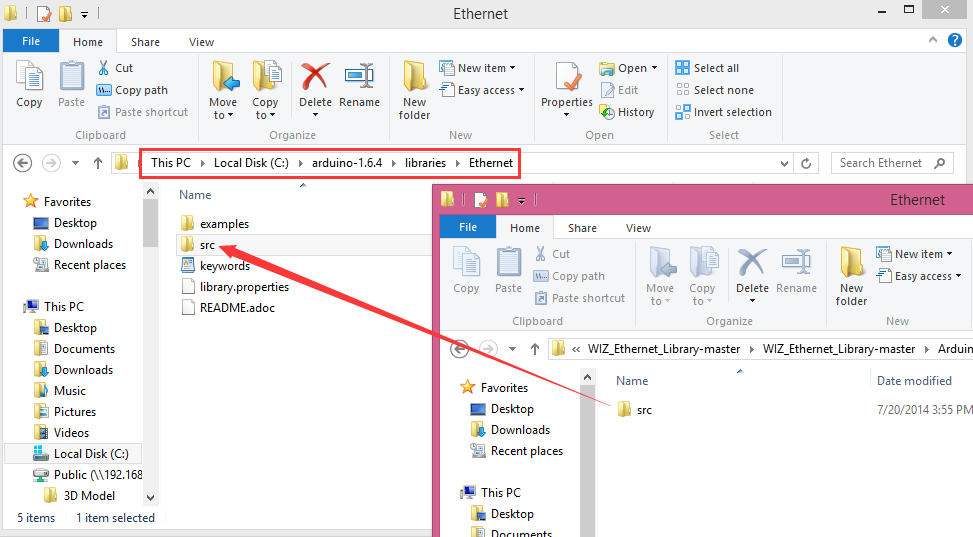 Ethernet
File Home Share View
Copy
Paste
Cut
Copy path
Paste shortcut
Clipboard
Move to
Copy to
Delete
Rename
Organize
New folder
New item
Easy access
New
Properties
Open
Edit
History
Open
Select all
Select none
Invert selection
Select
This PC Local Disk (C:) arduino-1.6.4 libraries Ethernet
Search Ethernet
Favorites
Desktop
Downloads
Recent places
This PC
Desktop
Documents
Downloads
Music
Pictures
Videos
Local Disk (C:)
Public (\\192.168
3D Model
Name
examples
src
keywords
library.properties
README.adoc
5 items 1 item selected
Ethernet
File Home Share View
Copy
Paste
Cut
Copy path
Paste shortcut
Clipboard
Move to
Copy to
Delete
Rename
Organize
New folder
New item
Easy access
New
« WIZ_Ethernet_Library-master WIZ_Ethernet_Library-master Arduin
Favorites
Desktop
Downloads
Recent places
This PC
Desktop
Documents
Name Date modified
src 7/20/2014 3:55 PM